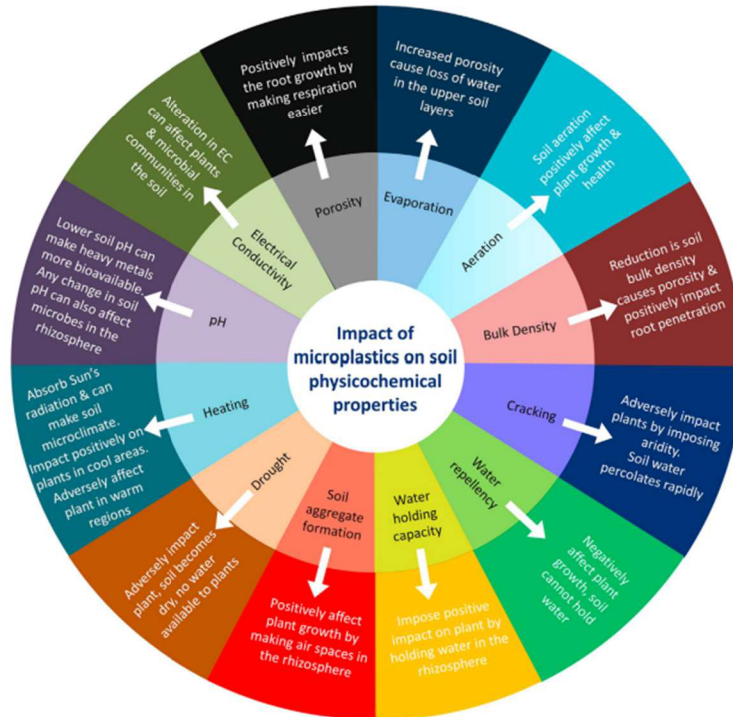 Impact of
microplastics on soil
physicochemical
properties
Porosity
Positively impacts
the root growth by
making respiration
easier
Evaporation
Increased porosity
cause loss of water
in the upper soil
layers
Aeration
Soil aeration
positively affect
plant growth &
health
Bulk Density
Reduction is soil
bulk density
causes porosity &
positively impact
root penetration
Cracking
Adversely impact
plants by imposing
aridity.
Soil water
percolates rapidly
Water
repellency
Negatively
affect plant
growth, soil
cannot hold
water
Water
holding
capacity
Impose positive
impact on plant by
holding water in the
rhizosphere
Soil
aggregate
formation
Positively affect
plant growth by
making air spaces
in the rhizosphere
Drought
Adversely impact
plant, soil becomes
dry, no water
available to plants
Heating
Absorb Sun's
radiation & can
make soil
microclimate.
Impact positively on
plants in cool areas.
Adversely affect
plant in warm
regions
pH
Lower soil pH can
make heavy metals
more bioavailable.
Any change in soil
pH can also affect
microbes in the
rhizosphere
Electrical
Conductivity
Alteration in EC
can affect plants
& microbial
communities in
the soil